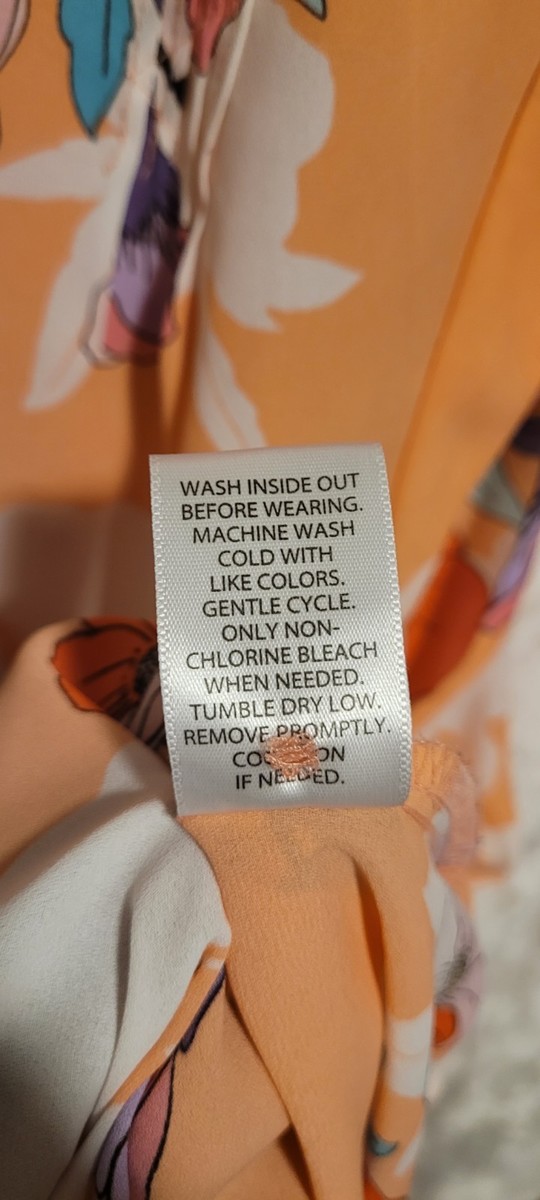 WASH INSIDE OUT
BEFORE WEARING.
MACHINE WASH
COLD WITH
LIKE COLORS.
GENTLE CYCLE.
ONLY NON-
CHLORINE BLEACH
WHEN NEEDED.
TUMBLE DRY LOW.
REMOVE PROMPTLY.
IF NEEDED.